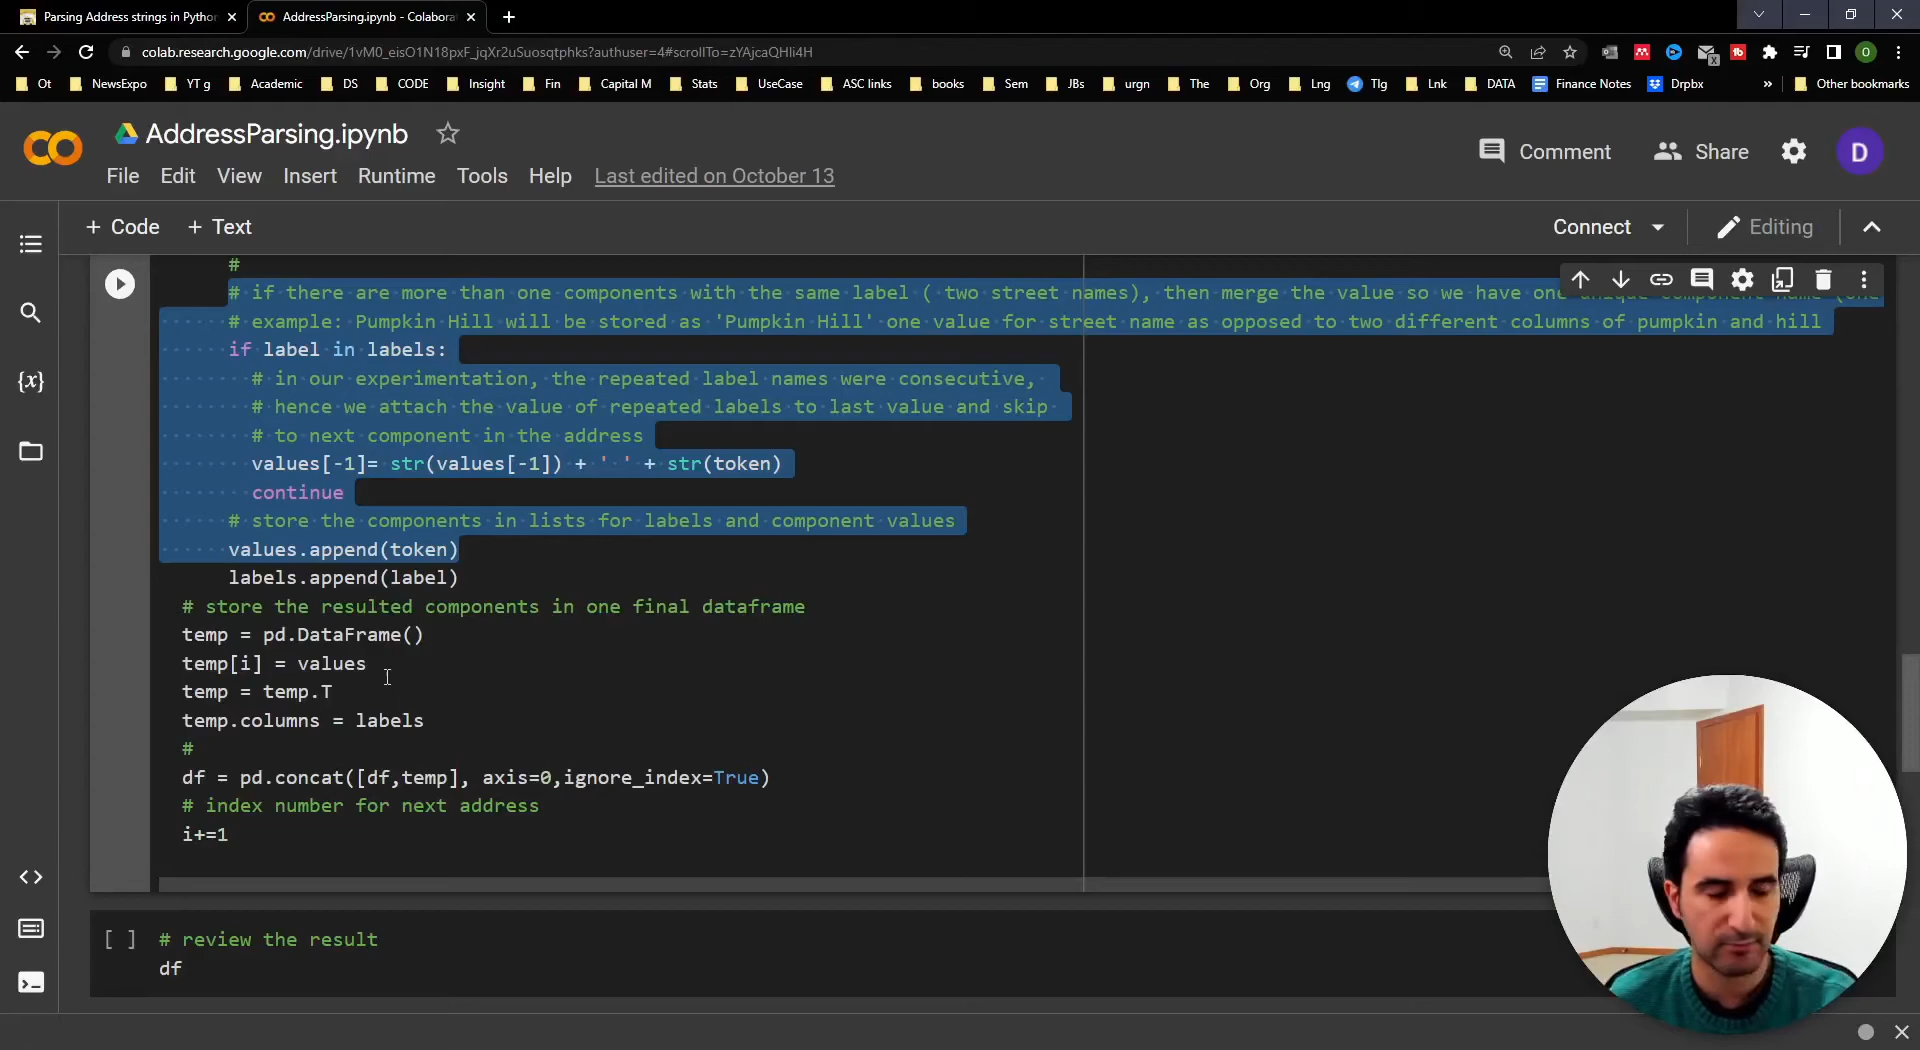 Parsing Address strings in Pytho
AddressParsing.ipynb - Colabora
colab.research.google.com/drive/1vM0_eisO1N18pxF_jqXr2uSuosqtphks?authuser=4#scrollTo=zYAjcaQHli4H
Ot NewsExpo YT g Academic DS CODE Insight Fin Capital M Stats UseCase ASC links books Sem JBs urgn The Org Lng Tlg Lnk DATA Finance Notes Drpbx » Other bookmarks
AddressParsing.ipynb
Comment Share D
File Edit View Insert Runtime Tools Help Last edited on October 13
+ Code + Text Connect Editing
#
# if there are more than one components with the same label ( two street names), then merge the value so we have one unique component name (one
# example: Pumpkin Hill will be stored as 'Pumpkin Hill' one value for street name as opposed to two different columns of pumpkin and hill
if label in labels:
# in our experimentation, the repeated label names were consecutive,
# hence we attach the value of repeated labels to last value and skip
# to next component in the address
values[-1]= str(values[-1]) + ' ' + str(token)
continue
# store the components in lists for labels and component values
values.append(token)
labels.append(label)
# store the resulted components in one final dataframe
temp = pd.DataFrame()
temp[i] = values
temp = temp.T
temp.columns = labels
#
df = pd.concat([df,temp], axis=0,ignore_index=True)
# index number for next address
i+=1
[ ] # review the result
df